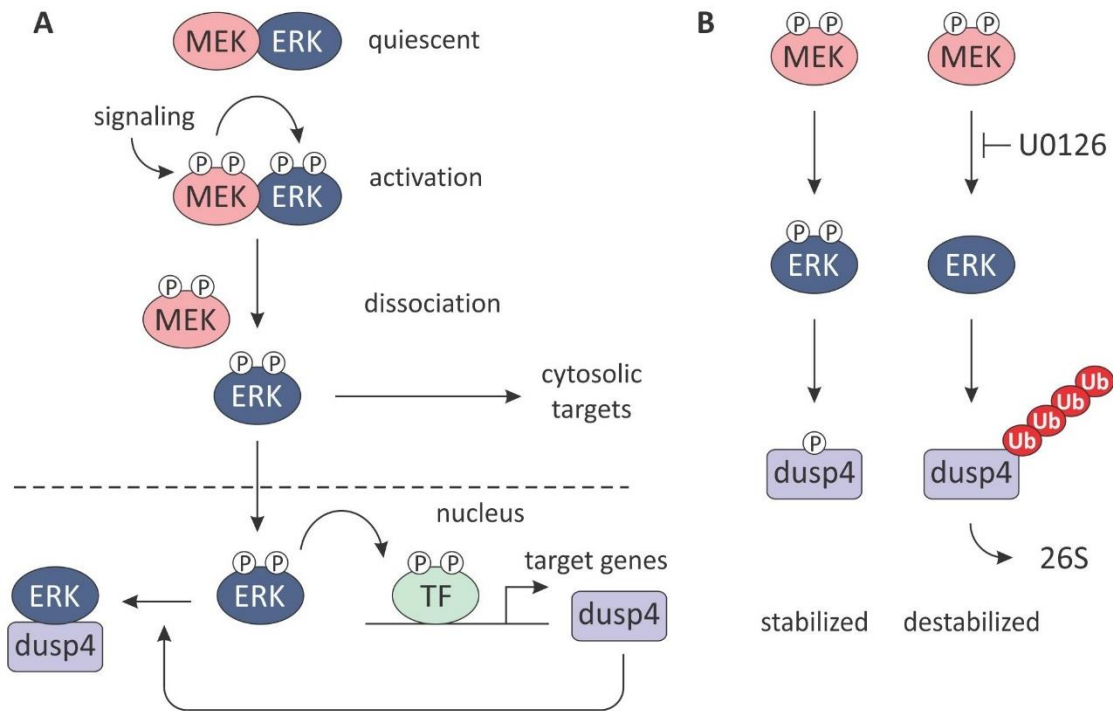 A
MEK ERK quiescent
signaling
P P P P
MEK ERK activation
P P
MEK
dissociation
P P
ERK
cytosolic
targets
nucleus
P P
ERK
P P
TF
target genes
dusp4
ERK
dusp4
B
P P
MEK
P P
ERK
P
dusp4
stabilized
P P
MEK
U0126
ERK
Ub Ub Ub Ub
dusp4
26S
destabilized